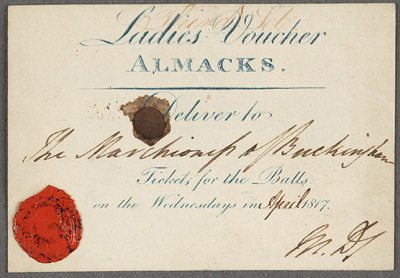 Ladies Voucher
ALMACKS.
Deliver to
The Marchioness of Buckingham
Tickets for the Balls
on the Wednesdays in April 1817.